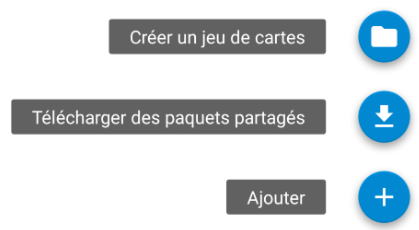 Créer un jeu de cartes
Télécharger des paquets partagés
Ajouter